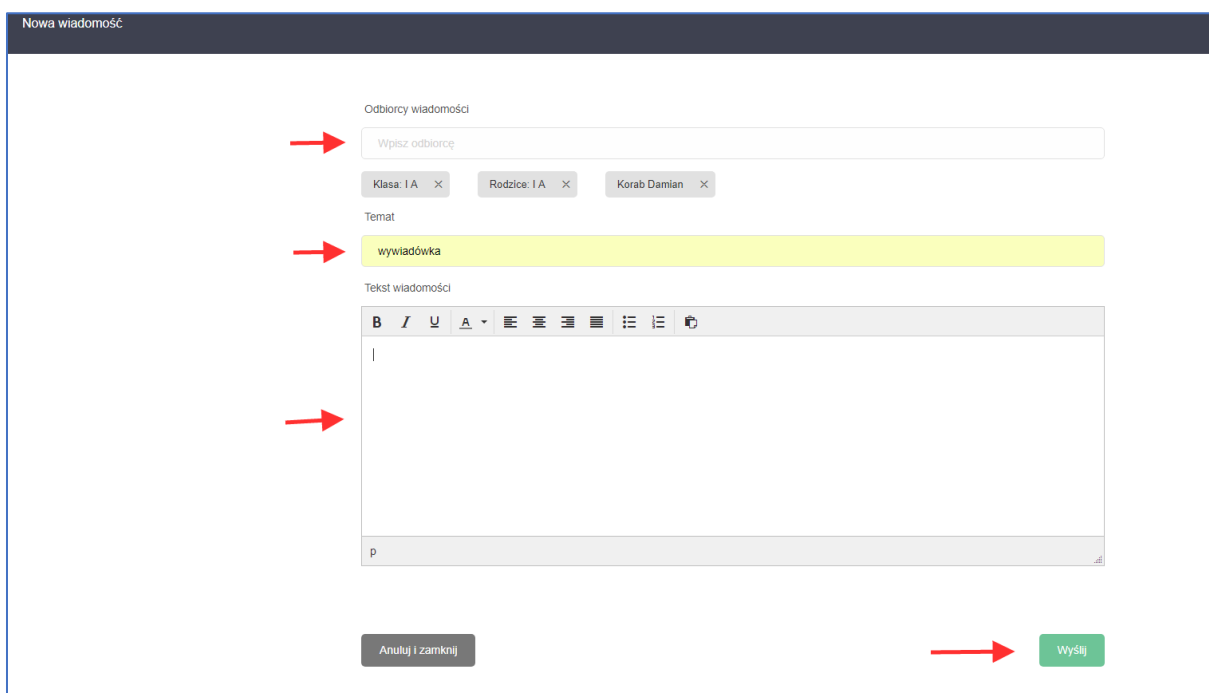 Nowa wiadomość
Odbiorcy wiadomości
Wpisz odbiorcę
Klasa: I A × Rodzice: I A × Korab Damian ×
Temat
wywiadówka
Tekst wiadomości
B I U A
p
Anuluj i zamknij Wyślij